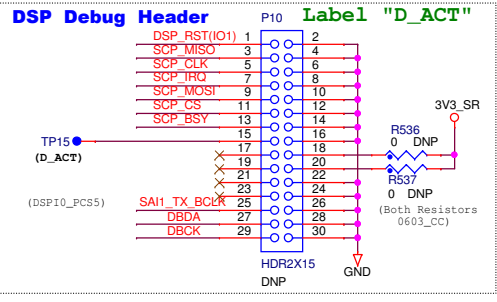 DSP Debug Header
P10
Label "D_ACT"
DSP_RST(IO1) 1 2
SCP_MISO 3 4
SCP_CLK 5 6
SCP_IRQ 7 8
SCP_MOSI 9 10
SCP_CS 11 12
SCP_BSY 13 14
15 16
17 18
19 20
21 22
23 24
SAI1_TX_BCLK 25 26
DBDA 27 28
DBCK 29 30
TP15
(D_ACT)
(DSPI0_PCS5)
3V3_SR
R536
0 DNP
R537
0 DNP
(Both Resistors
0603_CC)
HDR2X15
DNP
GND